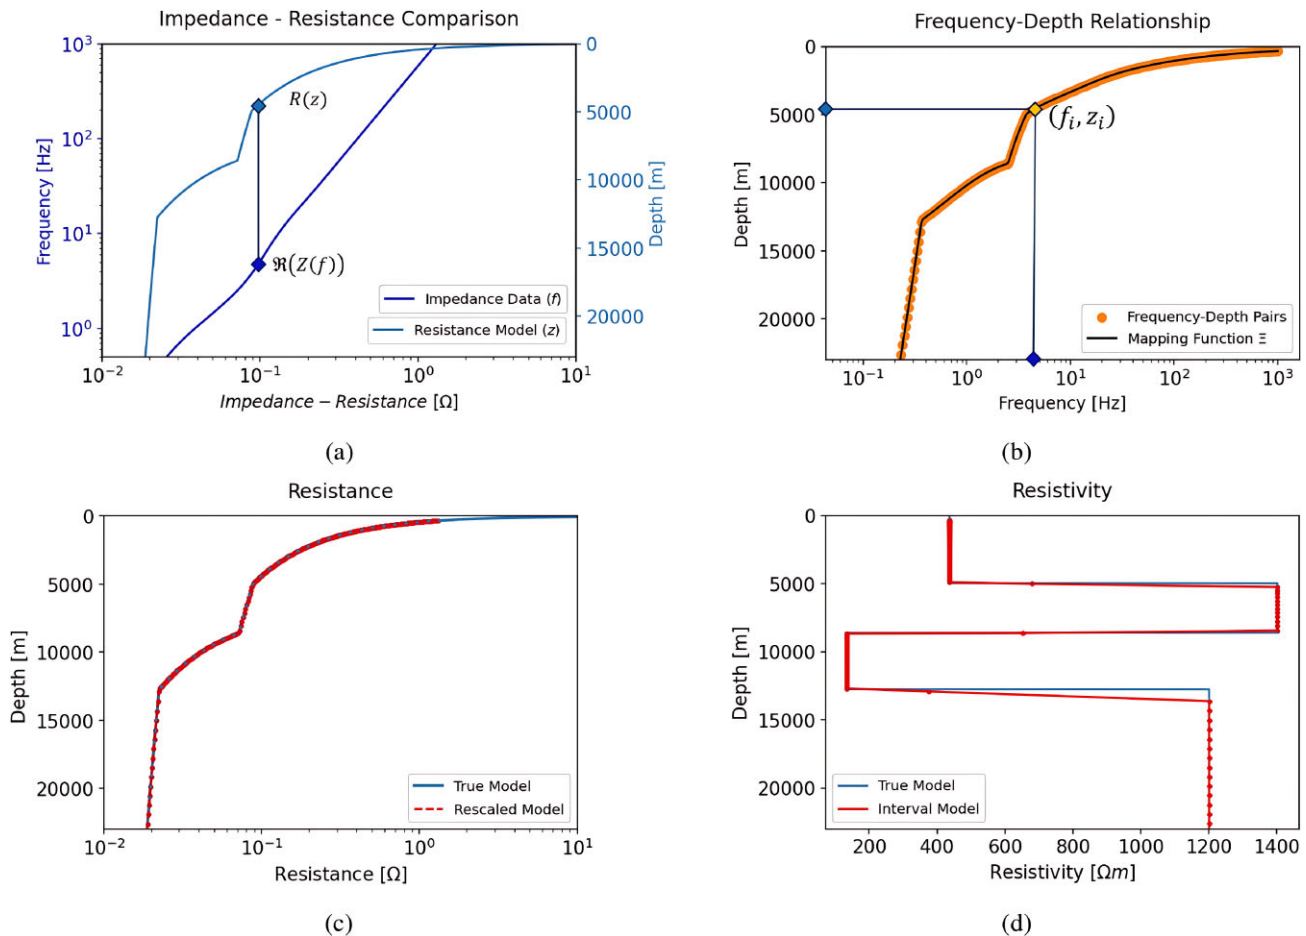 Impedance - Resistance Comparison
10³
10²
10¹
10⁰
Frequency [Hz]
R(z)
ℜ(Z(f))
Impedance Data (f)
Resistance Model (z)
0
5000
10000
15000
20000
Depth [m]
10⁻² 10⁻¹ 10⁰ 10¹
Impedance − Resistance [Ω]
(a)
Frequency-Depth Relationship
0
5000
10000
15000
20000
Depth [m]
(fᵢ, zᵢ)
Frequency-Depth Pairs
Mapping Function Ξ
10⁻¹ 10⁰ 10¹ 10² 10³
Frequency [Hz]
(b)
Resistance
0
5000
10000
15000
20000
Depth [m]
True Model
Rescaled Model
10⁻² 10⁻¹ 10⁰ 10¹
Resistance [Ω]
(c)
Resistivity
0
5000
10000
15000
20000
Depth [m]
True Model
Interval Model
200 400 600 800 1000 1200 1400
Resistivity [Ωm]
(d)